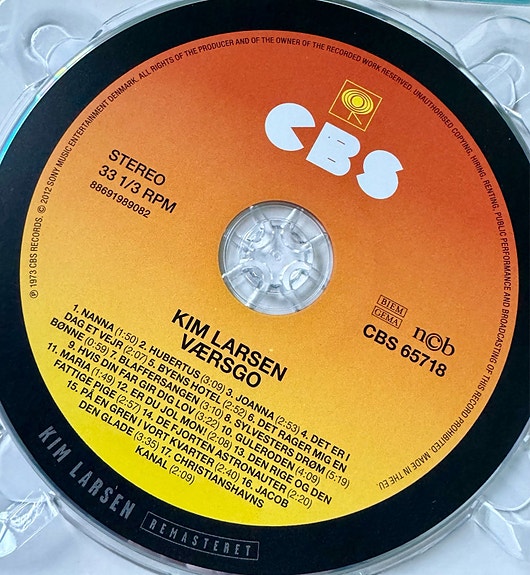 ALL RIGHTS OF THE PRODUCER AND OF THE OWNER OF THE RECORDED WORK RESERVED. UNAUTHORISED COPYING, HIRING, RENTING, PUBLIC PERFORMANCE AND BROADCASTING OF THIS RECORD PROHIBITED. MADE IN THE EU.
℗ 1973 CBS RECORDS. © 2012 SONY MUSIC ENTERTAINMENT DENMARK.
CBS
STEREO
33 1/3 RPM
88691989082
BIEM
GEMA
n©b
CBS 65718
KIM LARSEN
VÆRSGO
1. NANNA (1:50) 2. HUBERTUS (3:09) 3. JOANNA (2:53) 4. DET ER I
DAG ET VEJR (2:07) 5. BYENS HOTEL (2:52) 6. DET RAGER MIG EN
BØNNE (0:59) 7. BLAFFERSANGEN (3:10) 8. SYLVESTERS DRØM (5:19)
9. HVIS DIN FAR GIR DIG LOV (3:22) 10. GULERODEN (4:09)
11. MARIA (1:49) 12. ER DU JOL MONI (2:08) 13. DEN RIGE OG DEN
FATTIGE PIGE (2:57) 14. DE FJORTEN ASTRONAUTER (2:20)
15. PÅ EN GREN I VORT KVARTER (2:40) 16. JACOB
DEN GLADE (3:35) 17. CHRISTIANSHAVNS
KANAL (2:09)
KIM LARSEN
REMASTERET